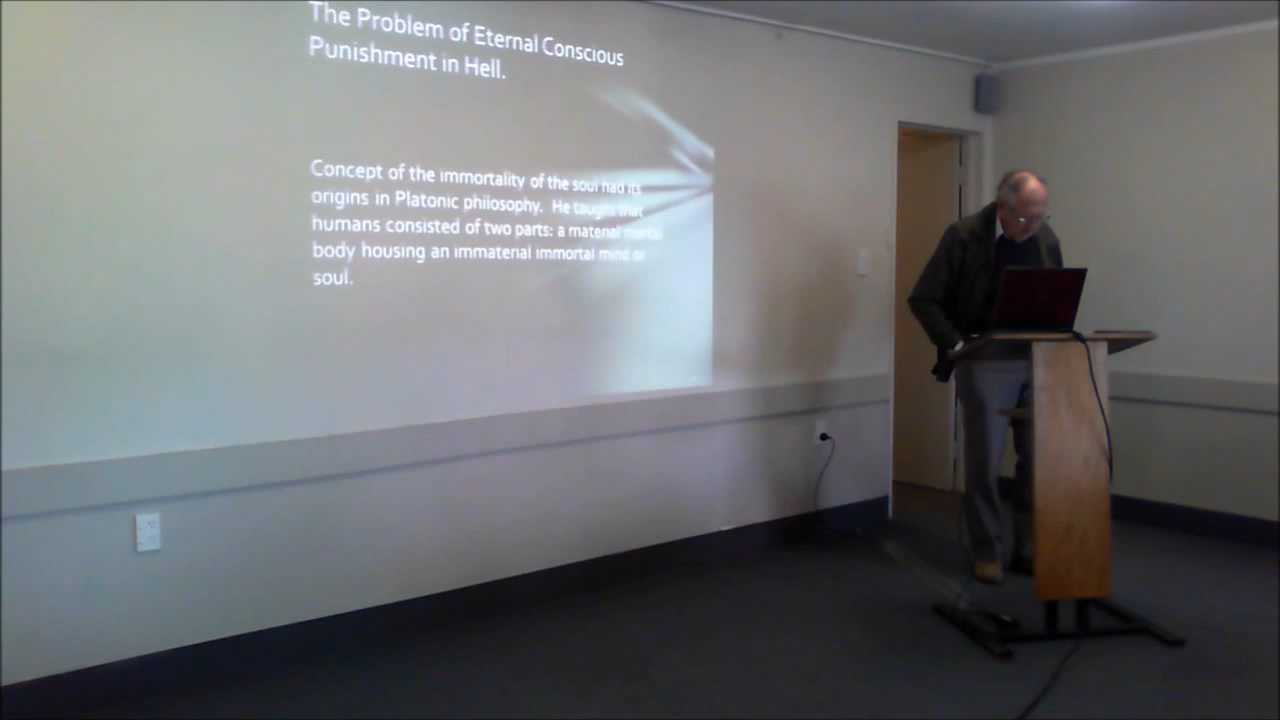 The Problem of Eternal Conscious
Punishment in Hell.
Concept of the immortality of the soul had its
origins in Platonic philosophy. He taught that
humans consisted of two parts: a material mortal
body housing an immaterial immortal mind or
soul.